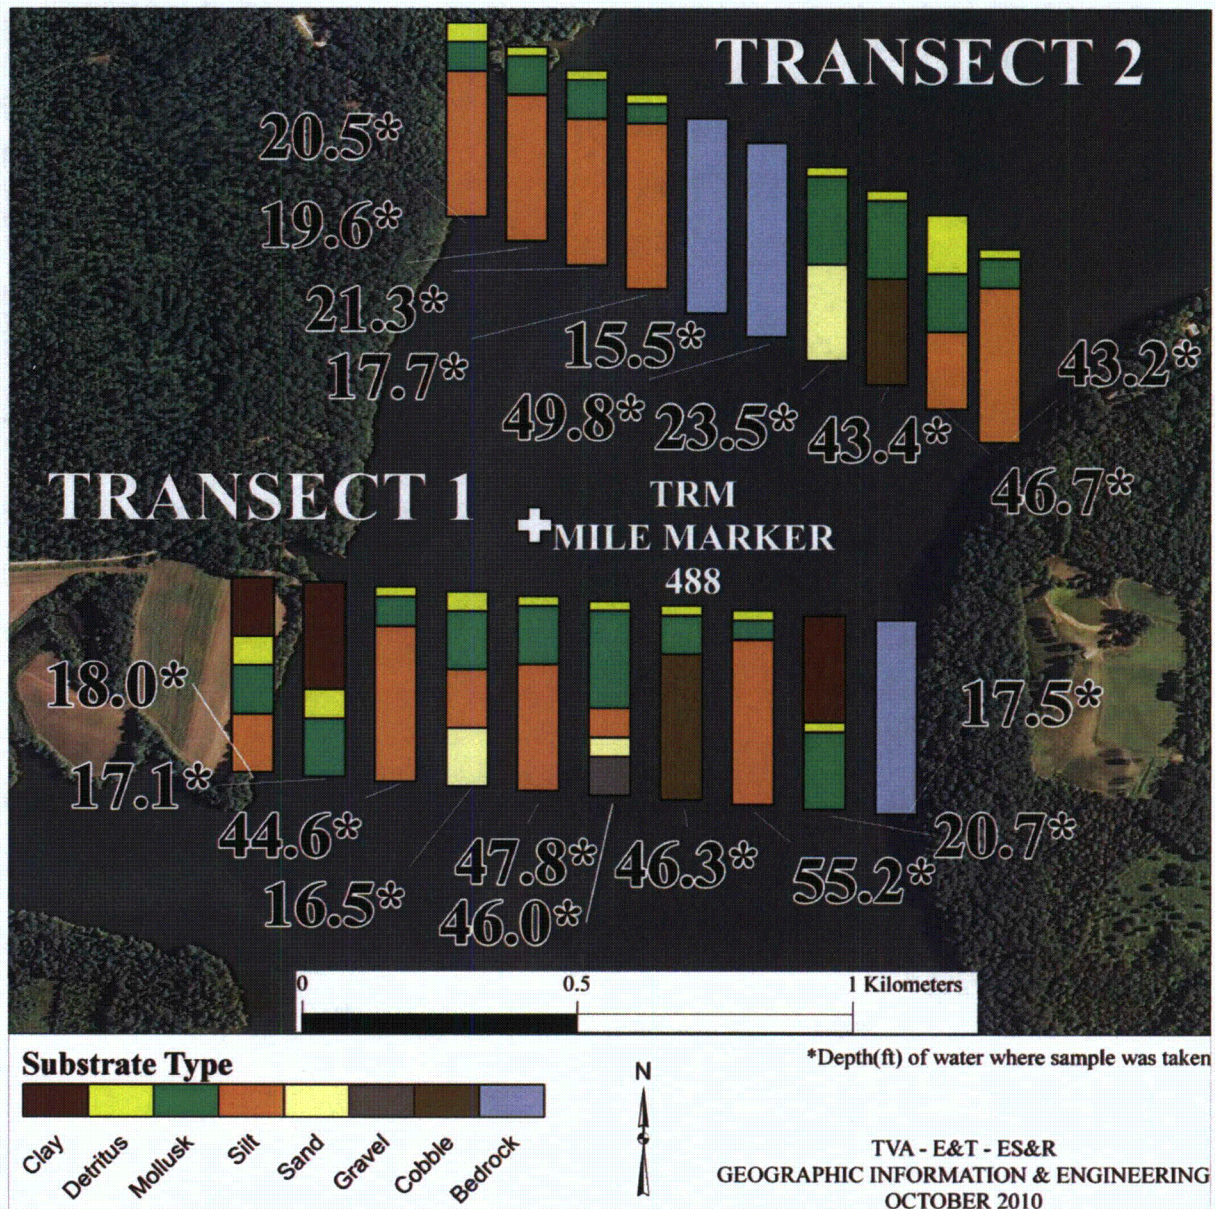 TRANSECT 2
20.5*
19.6*
21.3*
17.7*
15.5*
49.8*
23.5*
43.4*
43.2*
46.7*
TRANSECT 1
TRM
MILE MARKER
488
18.0*
17.1*
44.6*
16.5*
47.8*
46.0*
46.3*
55.2*
20.7*
17.5*
0
0.5
1 Kilometers
Substrate Type
Clay
Detritus
Mollusk
Silt
Sand
Gravel
Cobble
Bedrock
*Depth(ft) of water where sample was taken
N
TVA - E&T - ES&R
GEOGRAPHIC INFORMATION & ENGINEERING
OCTOBER 2010